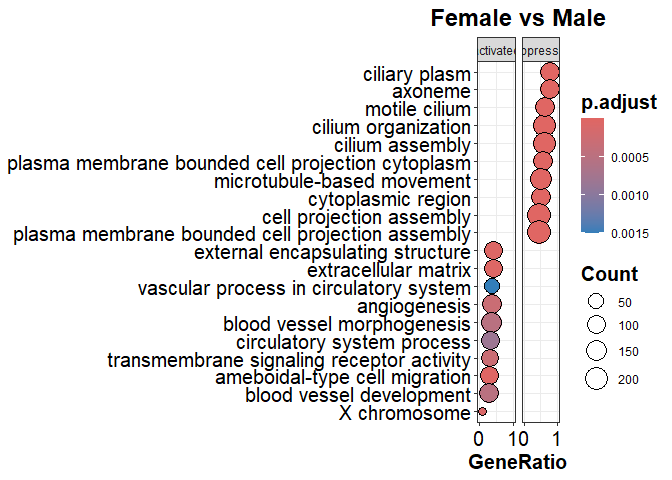 Female vs Male
ctivated ppress
ciliary plasm
axoneme
motile cilium
cilium organization
cilium assembly
plasma membrane bounded cell projection cytoplasm
microtubule-based movement
cytoplasmic region
cell projection assembly
plasma membrane bounded cell projection assembly
external encapsulating structure
extracellular matrix
vascular process in circulatory system
angiogenesis
blood vessel morphogenesis
circulatory system process
transmembrane signaling receptor activity
ameboidal-type cell migration
blood vessel development
X chromosome
0 1 0 1
GeneRatio
p.adjust
0.0005
0.0010
0.0015
Count
50
100
150
200